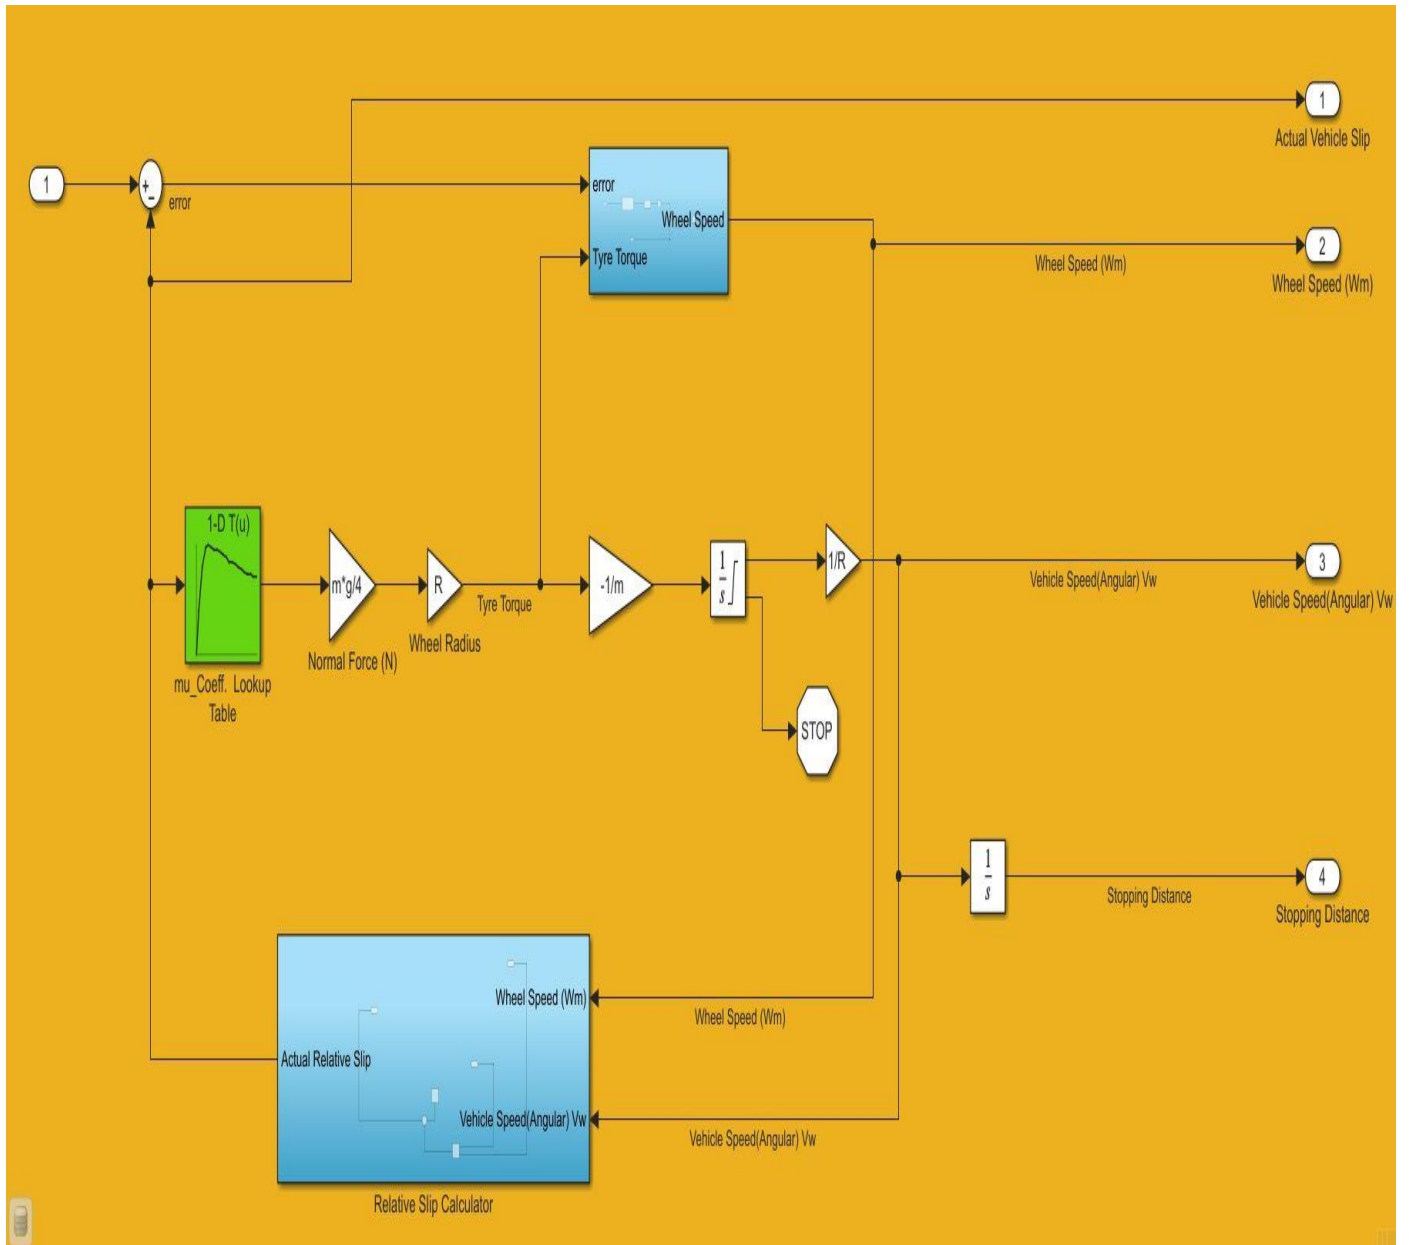 1
Actual Vehicle Slip
1
+
−
error
error
Wheel Speed
Tyre Torque
Wheel Speed (Wm)
2
Wheel Speed (Wm)
1-D T(u)
mu_Coeff. Lookup
Table
m*g/4
Normal Force (N)
R
Wheel Radius
Tyre Torque
-1/m
1
s
1/R
Vehicle Speed(Angular) Vw
3
Vehicle Speed(Angular) Vw
STOP
1
s
Stopping Distance
4
Stopping Distance
Wheel Speed (Wm)
Wheel Speed (Wm)
Actual Relative Slip
Vehicle Speed(Angular) Vw
Vehicle Speed(Angular) Vw
Relative Slip Calculator